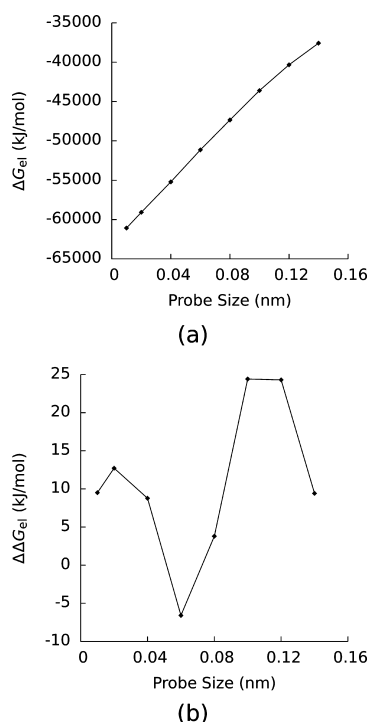 -35000
-40000
-45000
-50000
-55000
-60000
-65000
ΔGel (kJ/mol)
0 0.04 0.08 0.12 0.16
Probe Size (nm)
(a)
25
20
15
10
5
0
-5
-10
ΔΔGel (kJ/mol)
0 0.04 0.08 0.12 0.16
Probe Size (nm)
(b)